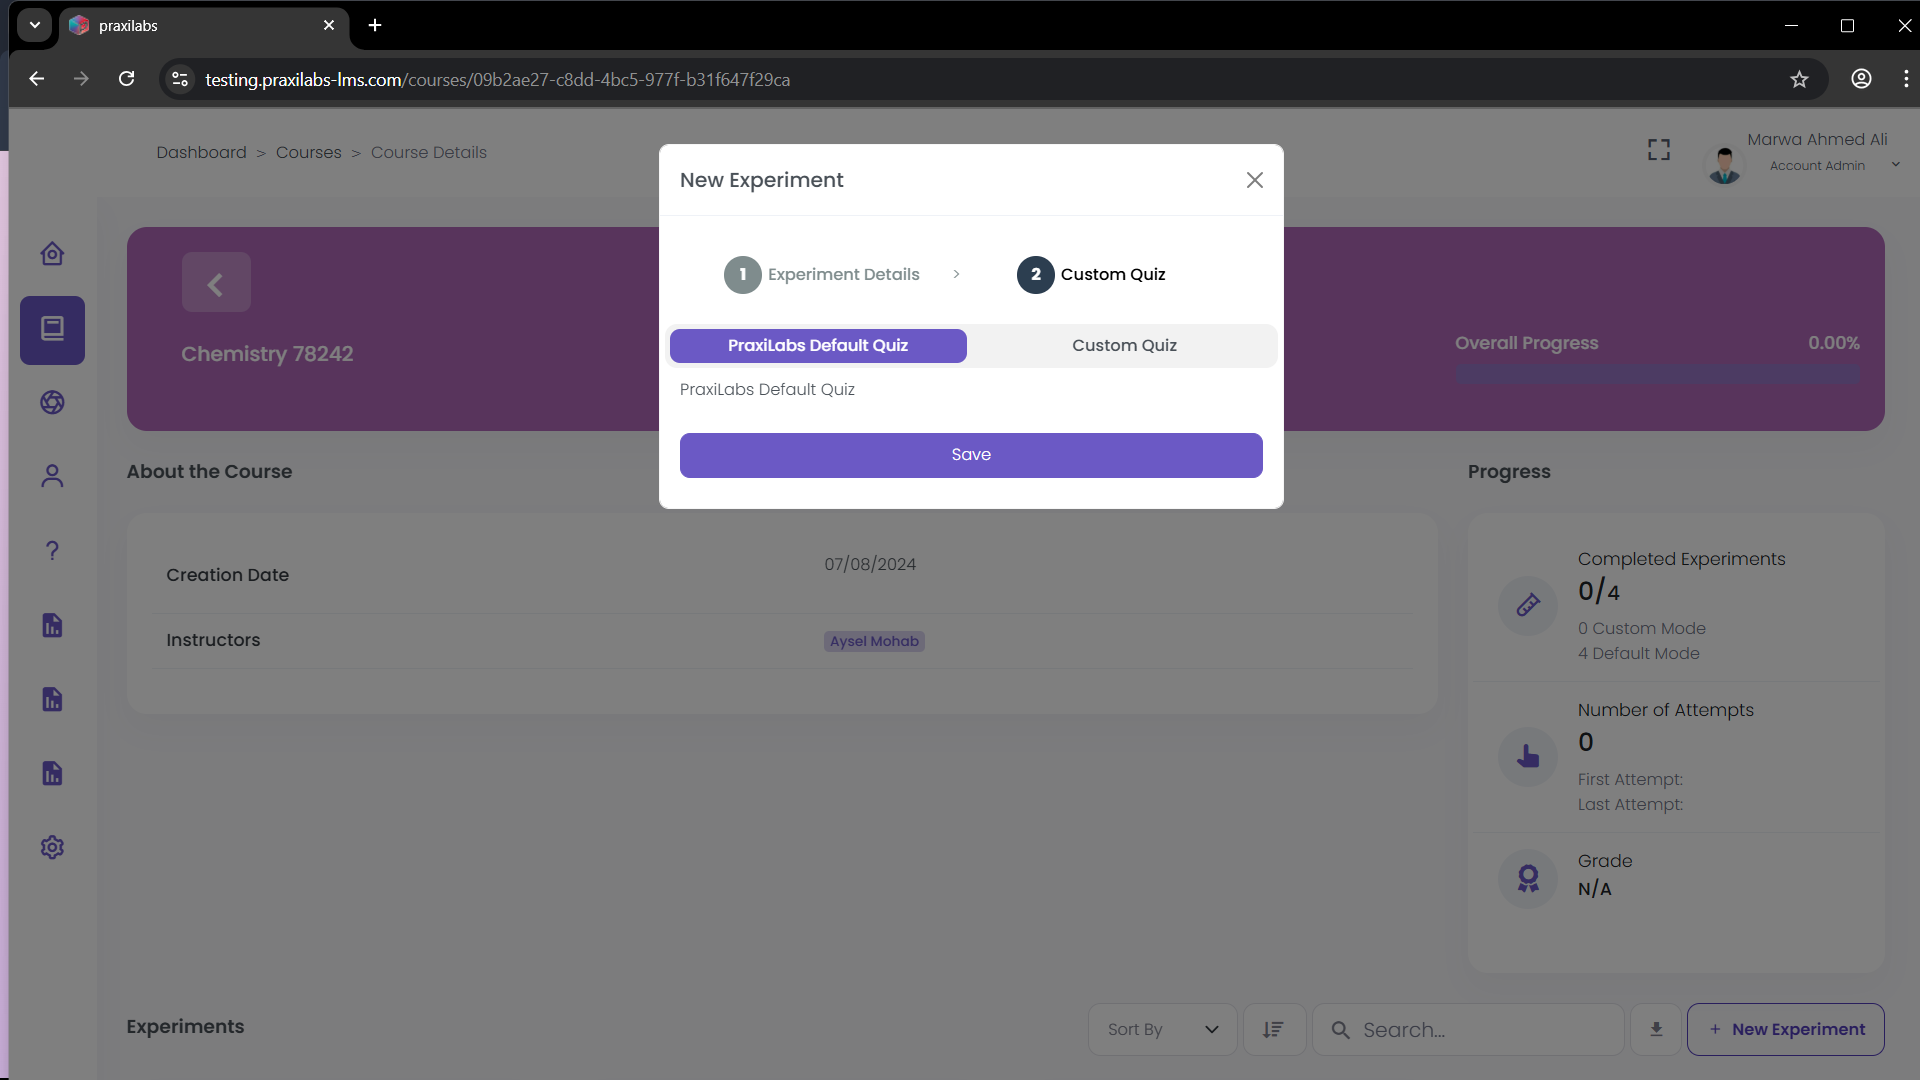 praxilabs
testing.praxilabs-lms.com/courses/09b2ae27-c8dd-4bc5-977f-b31f647f29ca
Dashboard > Courses > Course Details
Marwa Ahmed Ali
Account Admin
New Experiment
1 Experiment Details > 2 Custom Quiz
PraxiLabs Default Quiz Custom Quiz
PraxiLabs Default Quiz
Save
Chemistry 78242
Overall Progress 0.00%
About the Course
Creation Date 07/08/2024
Instructors Aysel Mohab
Progress
Completed Experiments
0/4
0 Custom Mode
4 Default Mode
Number of Attempts
0
First Attempt:
Last Attempt:
Grade
N/A
Experiments
Sort By
Search...
+ New Experiment